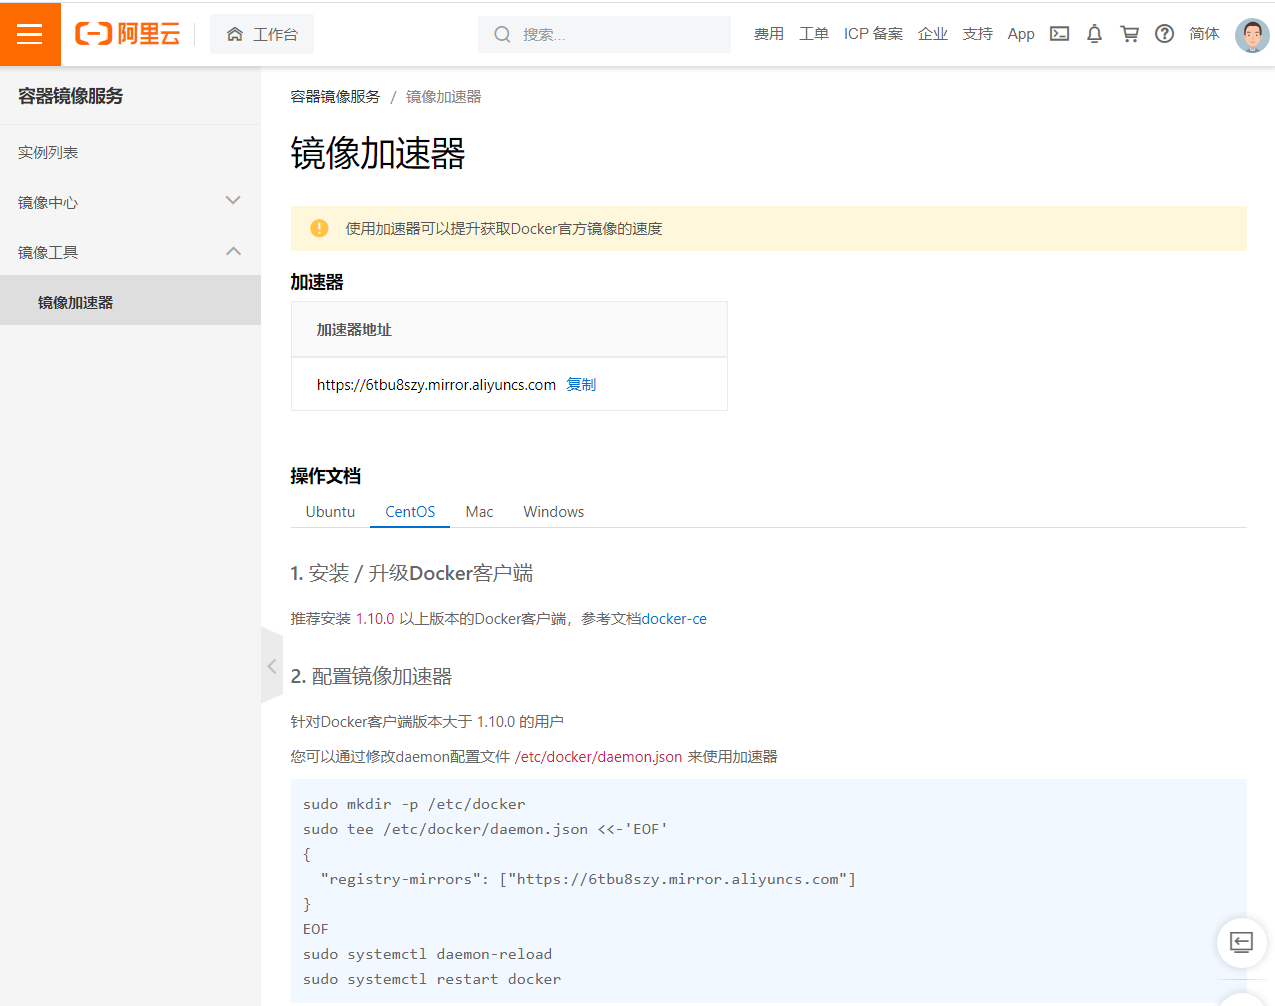 阿里云
工作台
搜索...
费用 工单 ICP 备案 企业 支持 App 简体
容器镜像服务
实例列表
镜像中心
镜像工具
镜像加速器
容器镜像服务 / 镜像加速器
镜像加速器
使用加速器可以提升获取Docker官方镜像的速度
加速器
加速器地址
https://6tbu8szy.mirror.aliyuncs.com 复制
操作文档
Ubuntu CentOS Mac Windows
1. 安装 / 升级Docker客户端
推荐安装 1.10.0 以上版本的Docker客户端，参考文档docker-ce
2. 配置镜像加速器
针对Docker客户端版本大于 1.10.0 的用户
您可以通过修改daemon配置文件 /etc/docker/daemon.json 来使用加速器
sudo mkdir -p /etc/docker
sudo tee /etc/docker/daemon.json <<-'EOF'
{
  "registry-mirrors": ["https://6tbu8szy.mirror.aliyuncs.com"]
}
EOF
sudo systemctl daemon-reload
sudo systemctl restart docker